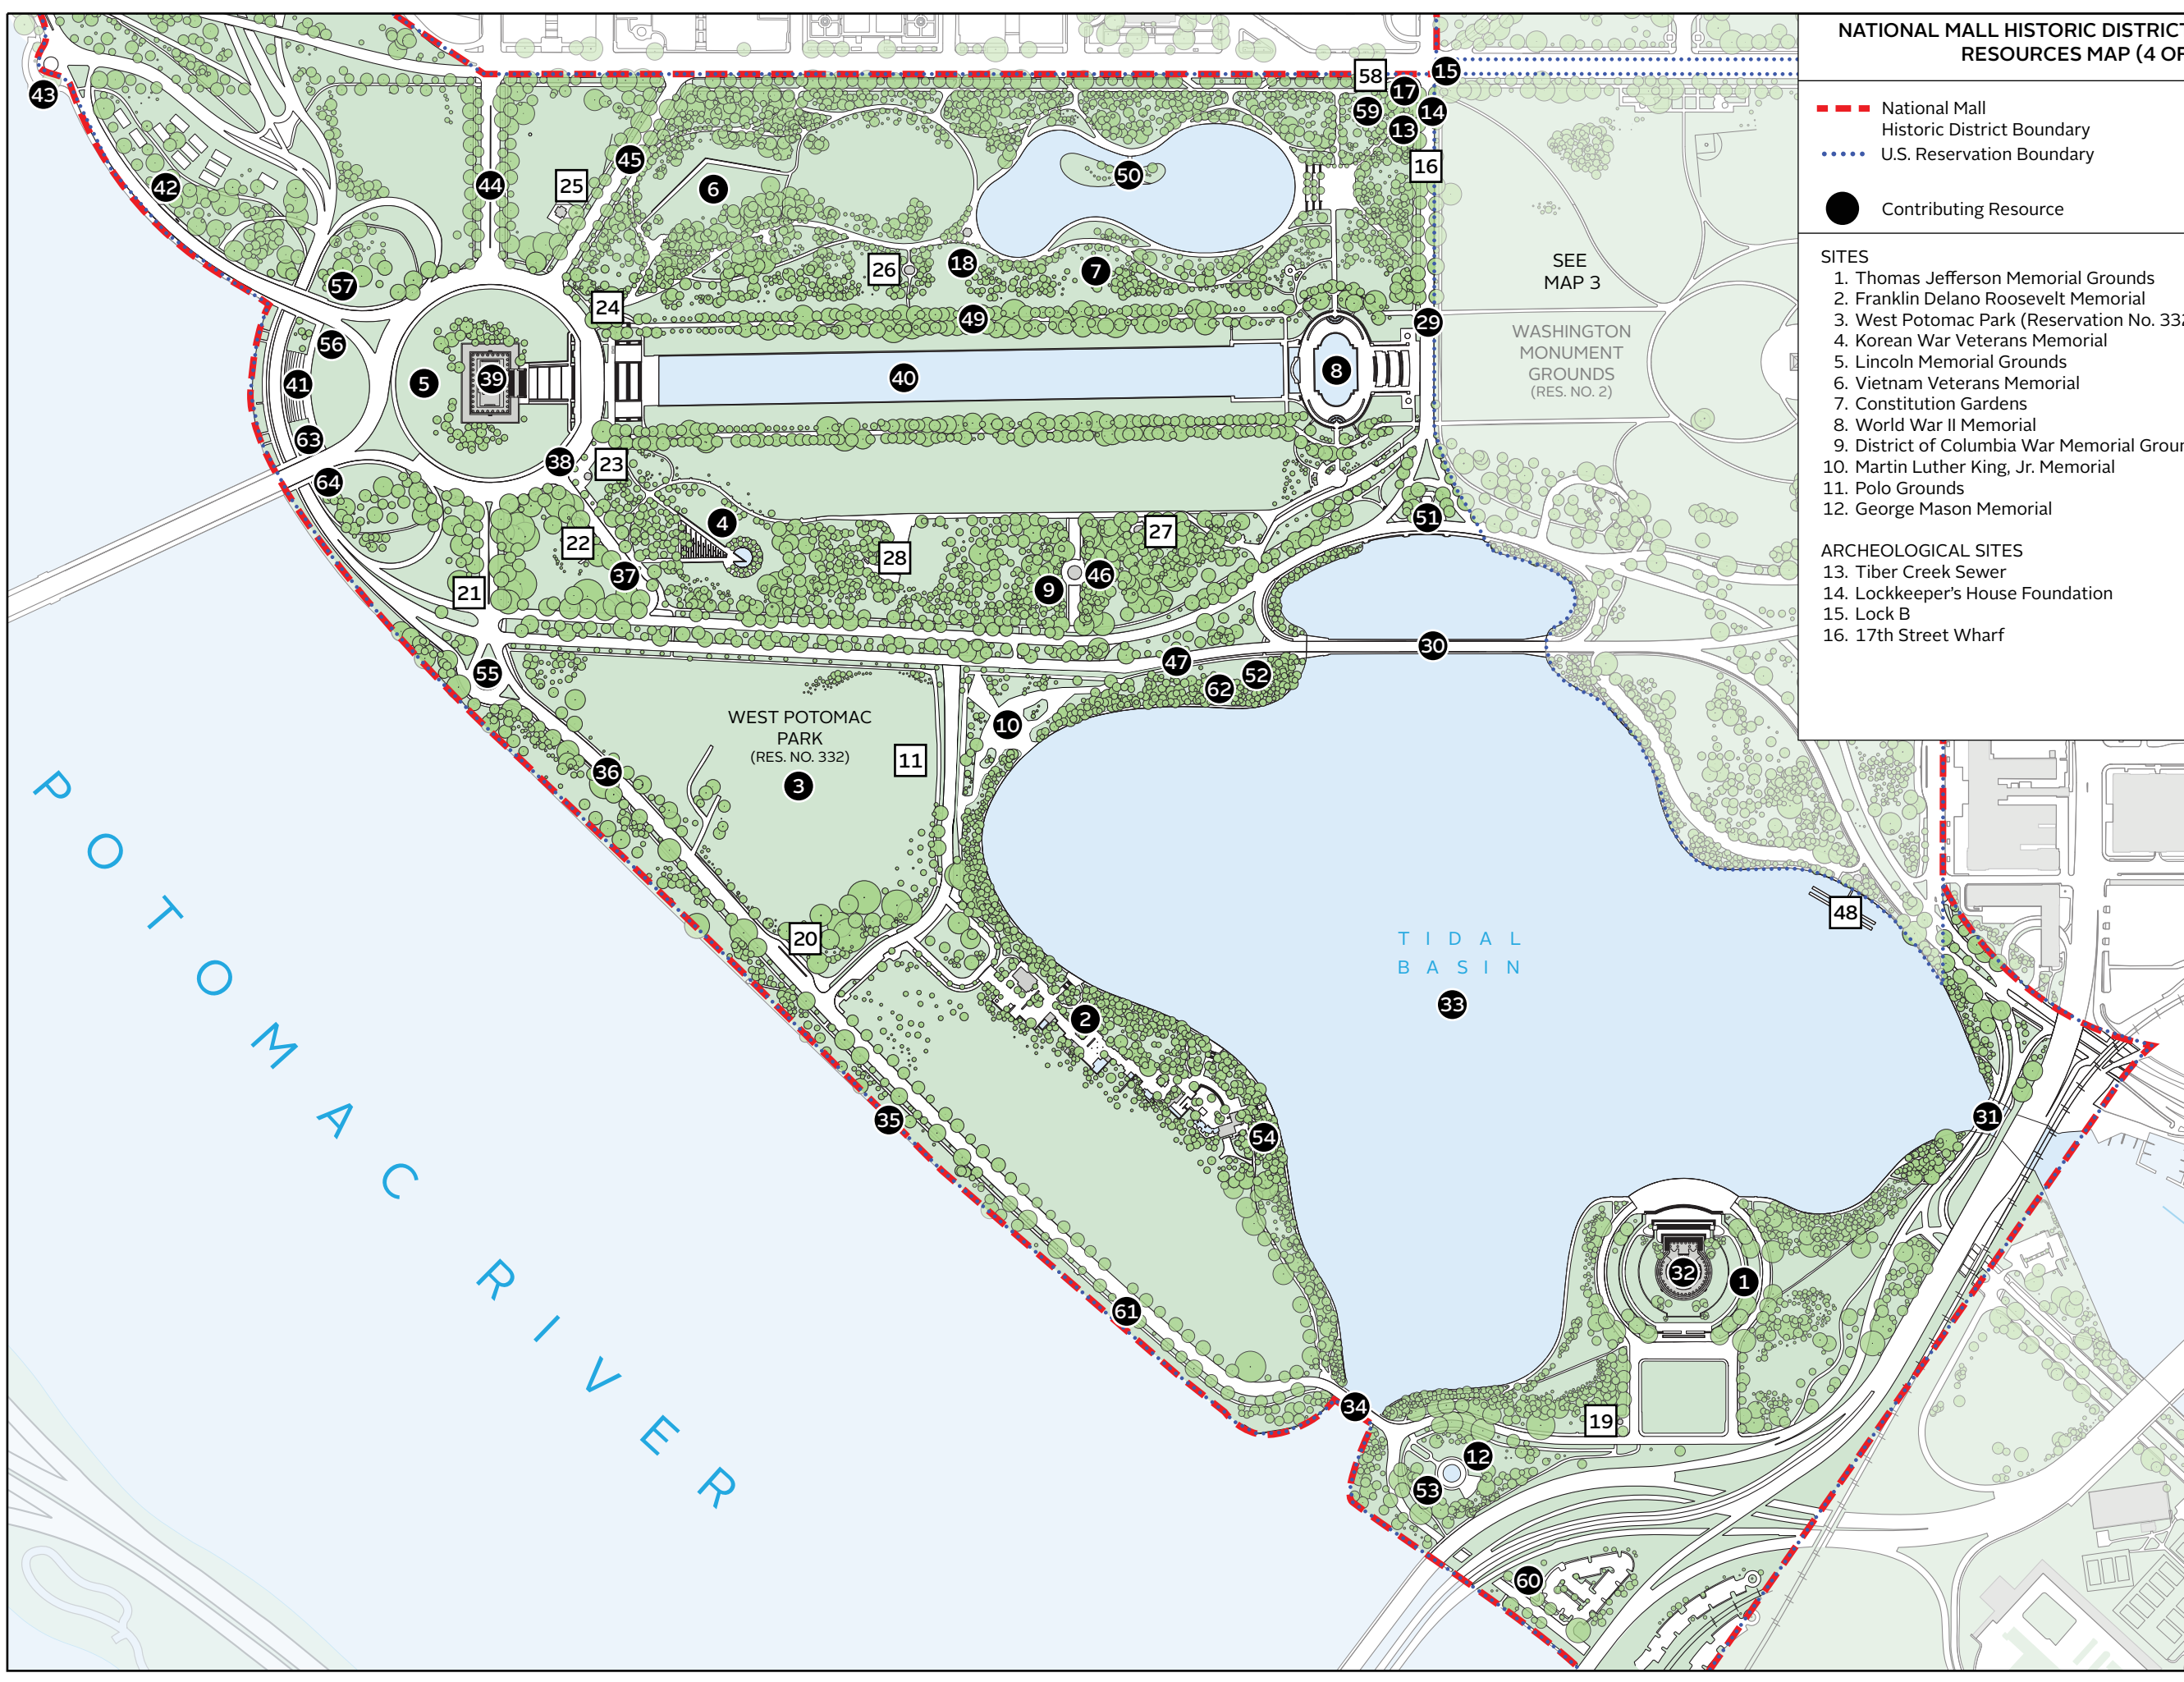 NATIONAL MALL HISTORIC DISTRICT
RESOURCES MAP (4 OF
National Mall
Historic District Boundary
U.S. Reservation Boundary
Contributing Resource
SITES
1. Thomas Jefferson Memorial Grounds
2. Franklin Delano Roosevelt Memorial
3. West Potomac Park (Reservation No. 332
4. Korean War Veterans Memorial
5. Lincoln Memorial Grounds
6. Vietnam Veterans Memorial
7. Constitution Gardens
8. World War II Memorial
9. District of Columbia War Memorial Groun
10. Martin Luther King, Jr. Memorial
11. Polo Grounds
12. George Mason Memorial
ARCHEOLOGICAL SITES
13. Tiber Creek Sewer
14. Lockkeeper's House Foundation
15. Lock B
16. 17th Street Wharf
SEE
MAP 3
WASHINGTON
MONUMENT
GROUNDS
(RES. NO. 2)
WEST POTOMAC
PARK
(RES. NO. 332)
TIDAL
BASIN
POTOMAC RIVER
58
15
17
43
59
14
13
45
16
42
44
25
6
50
57
26
18
7
24
49
29
56
41
5
39
40
8
63
38
23
64
4
51
22
28
27
37
9
46
21
30
55
47
52
62
10
36
11
3
48
20
33
2
35
31
54
32
1
61
34
19
12
53
60